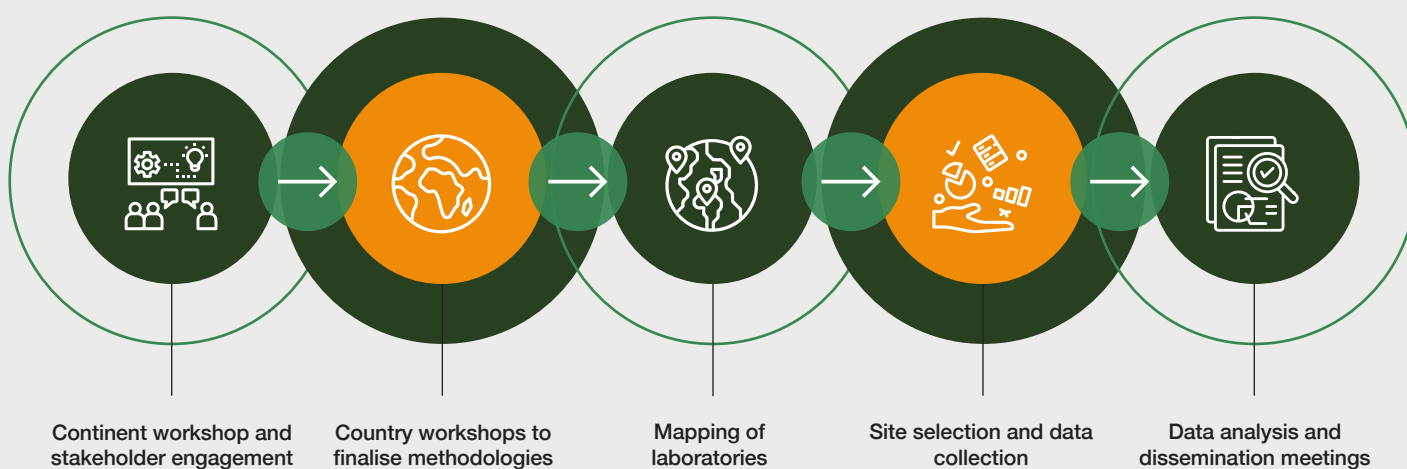 Continent workshop and
stakeholder engagement
Country workshops to
finalise methodologies
Mapping of
laboratories
Site selection and data
collection
Data analysis and
dissemination meetings